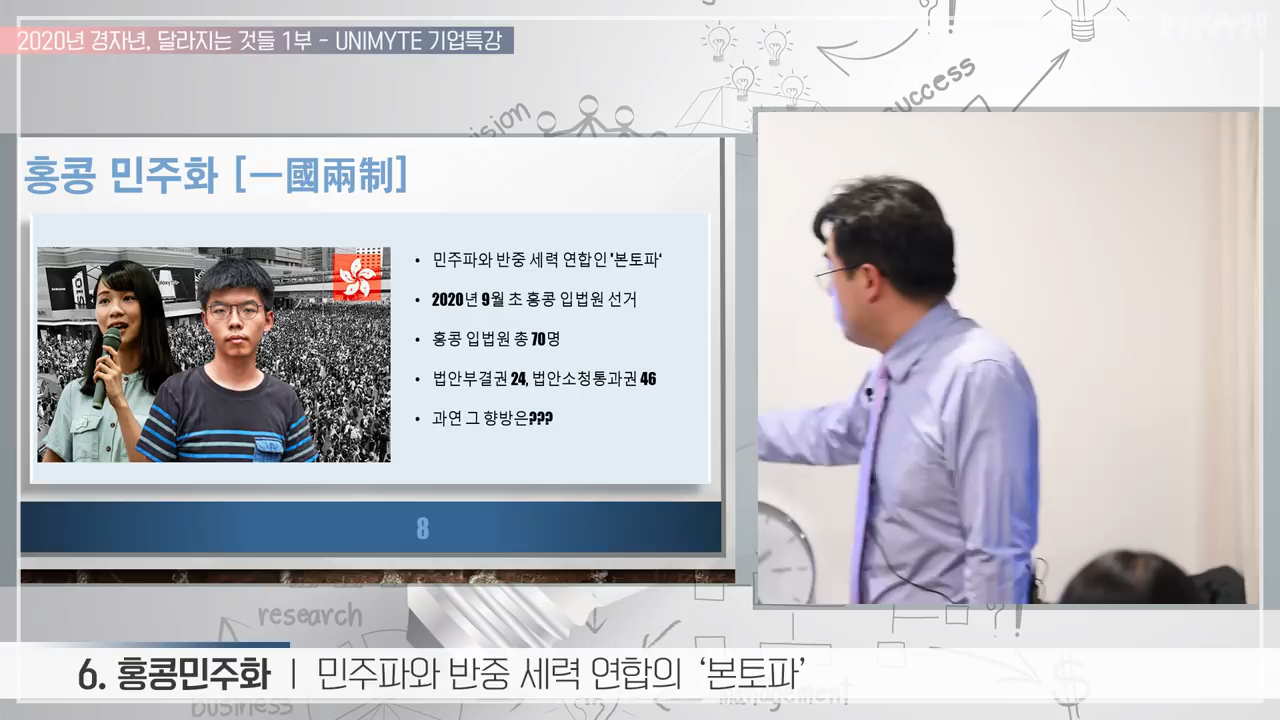 2020년 경자년, 달라지는 것들 1부 - UNIMYTE 기업특강
success
vision
홍콩 민주화 [一國兩制]
• 민주파와 반중 세력 연합인 '본토파'
• 2020년 9월 초 홍콩 입법원 선거
• 홍콩 입법원 총 70명
• 법안부결권 24, 법안소청통과권 46
• 과연 그 향방은???
8
research
6. 홍콩민주화 | 민주파와 반중 세력 연합의 '본토파'
business
management